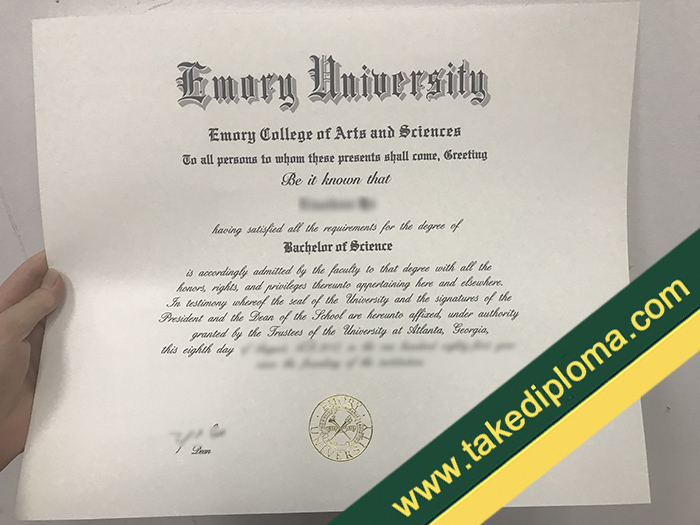 Emory University
Emory College of Arts and Sciences
To all persons to whom these presents shall come, Greeting
Be it known that
having satisfied all the requirements for the degree of
Bachelor of Science
is accordingly admitted by the faculty to that degree with all the
honors, rights, and privileges thereunto appertaining here and elsewhere.
In testimony whereof the seal of the University and the signatures of the
President and the Dean of the School are hereunto affixed, under authority
granted by the Trustees of the University at Atlanta, Georgia,
this eighth day
Dean
EMORY UNIVERSITY
www.takediploma.com